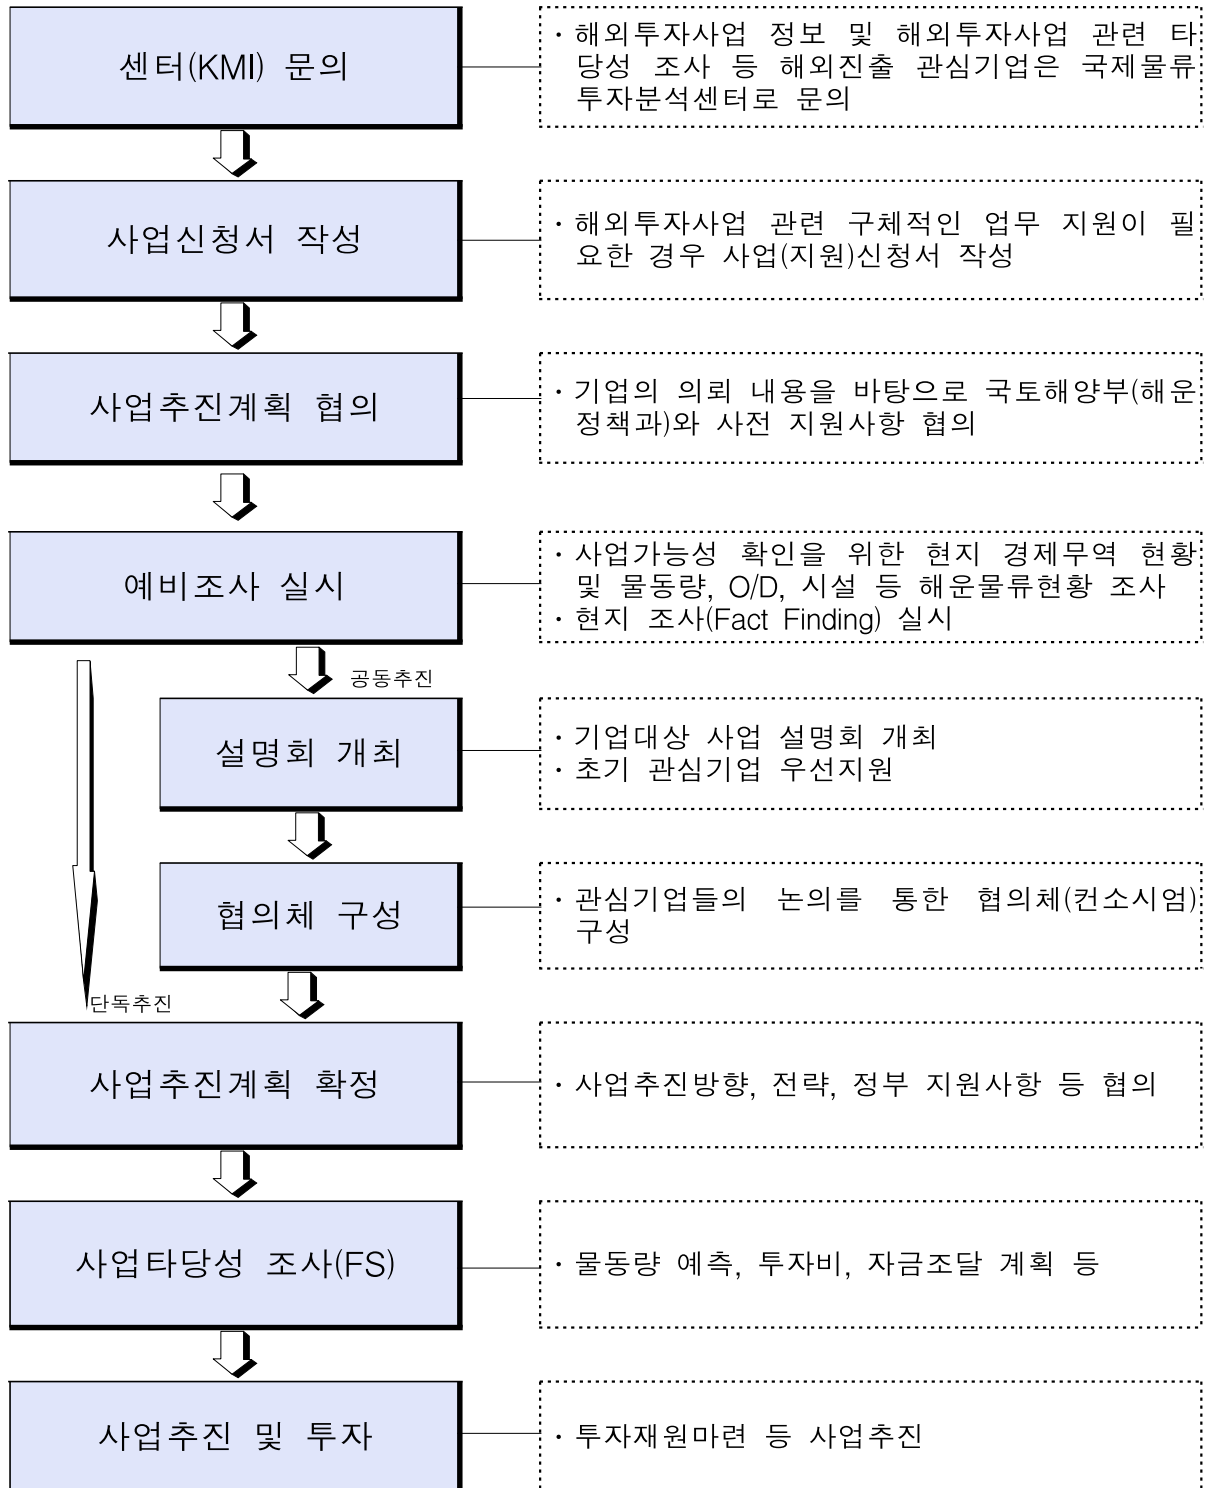 센터(KMI) 문의
· 해외투자사업 정보 및 해외투자사업 관련 타
당성 조사 등 해외진출 관심기업은 국제물류
투자분석센터로 문의
사업신청서 작성
· 해외투자사업 관련 구체적인 업무 지원이 필
요한 경우 사업(지원)신청서 작성
사업추진계획 협의
· 기업의 의뢰 내용을 바탕으로 국토해양부(해운
정책과)와 사전 지원사항 협의
예비조사 실시
· 사업가능성 확인을 위한 현지 경제무역 현황
및 물동량, O/D, 시설 등 해운물류현황 조사
· 현지 조사(Fact Finding) 실시
공동추진
설명회 개최
· 기업대상 사업 설명회 개최
· 초기 관심기업 우선지원
협의체 구성
· 관심기업들의 논의를 통한 협의체(컨소시엄)
구성
단독추진
사업추진계획 확정
· 사업추진방향, 전략, 정부 지원사항 등 협의
사업타당성 조사(FS)
· 물동량 예측, 투자비, 자금조달 계획 등
사업추진 및 투자
· 투자재원마련 등 사업추진